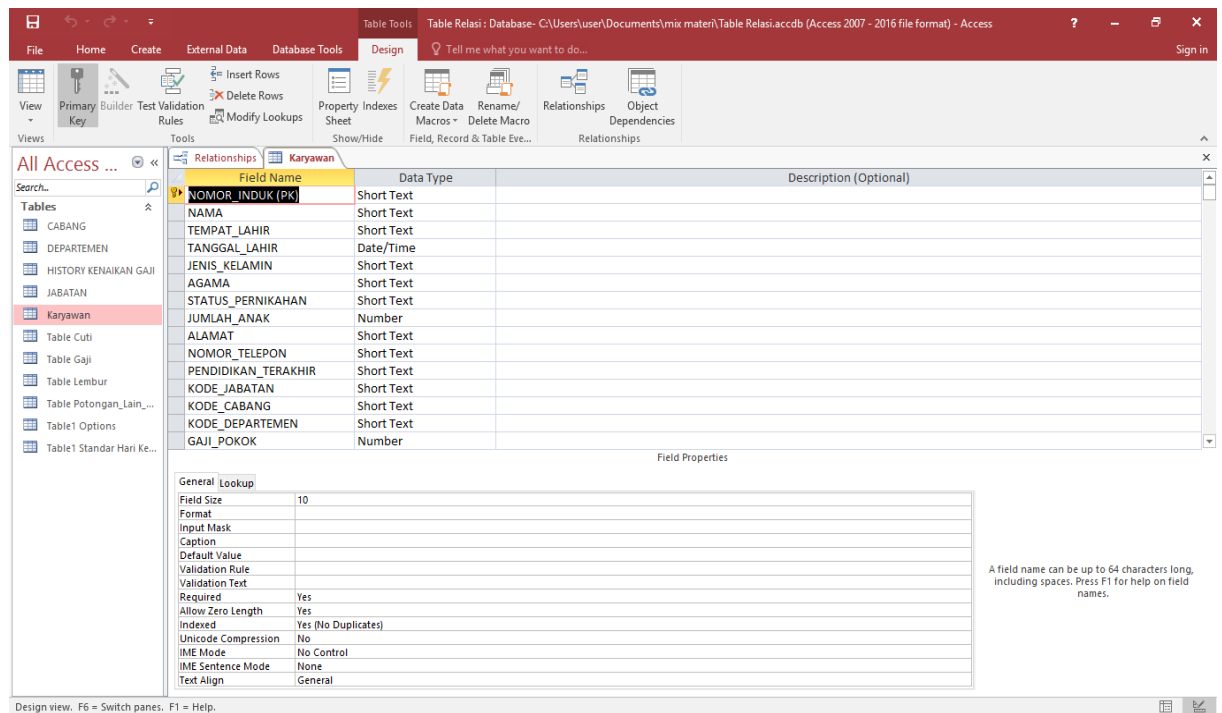 Table Tools Table Relasi : Database- C:\Users\user\Documents\mix materi\Table Relasi.accdb (Access 2007 - 2016 file format) - Access ?
File Home Create External Data Database Tools Design Tell me what you want to do... Sign in
View
Primary Key
Builder
Test Validation Rules
Insert Rows
Delete Rows
Modify Lookups
Property Sheet
Indexes
Create Data Macros
Rename/ Delete Macro
Relationships
Object Dependencies
Views Tools Show/Hide Field, Record & Table Eve... Relationships
All Access ...
Search...
Tables
CABANG
DEPARTEMEN
HISTORY KENAIKAN GAJI
JABATAN
Karyawan
Table Cuti
Table Gaji
Table Lembur
Table Potongan_Lain_...
Table1 Options
Table1 Standar Hari Ke...
Relationships Karyawan
Field Name Data Type Description (Optional)
NOMOR_INDUK (PK) Short Text
NAMA Short Text
TEMPAT_LAHIR Short Text
TANGGAL_LAHIR Date/Time
JENIS_KELAMIN Short Text
AGAMA Short Text
STATUS_PERNIKAHAN Short Text
JUMLAH_ANAK Number
ALAMAT Short Text
NOMOR_TELEPON Short Text
PENDIDIKAN_TERAKHIR Short Text
KODE_JABATAN Short Text
KODE_CABANG Short Text
KODE_DEPARTEMEN Short Text
GAJI_POKOK Number
Field Properties
General Lookup
Field Size 10
Format
Input Mask
Caption
Default Value
Validation Rule
Validation Text
Required Yes
Allow Zero Length Yes
Indexed Yes (No Duplicates)
Unicode Compression No
IME Mode No Control
IME Sentence Mode None
Text Align General
A field name can be up to 64 characters long,
including spaces. Press F1 for help on field
names.
Design view. F6 = Switch panes. F1 = Help.